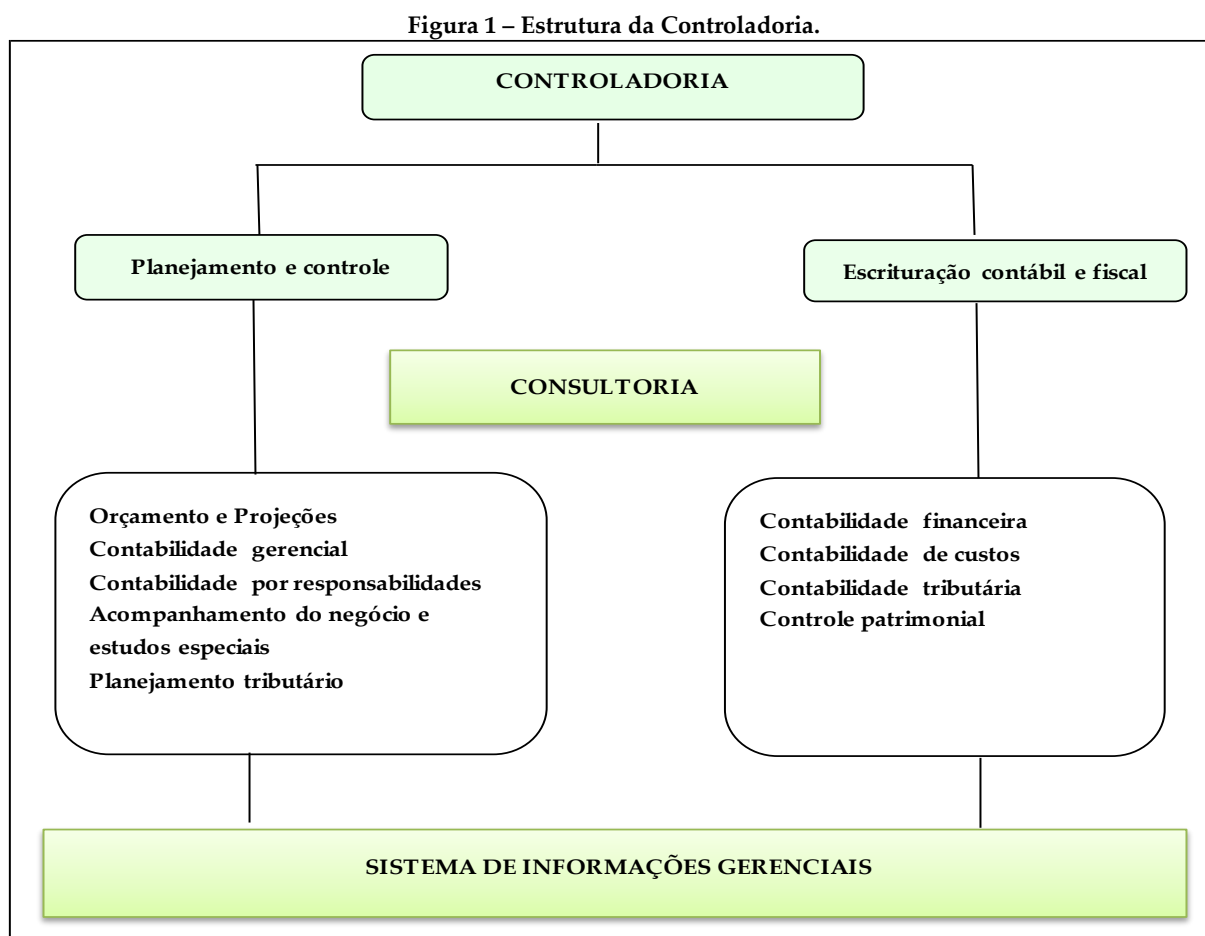 Figura 1 – Estrutura da Controladoria.
CONTROLADORIA
Planejamento e controle
Escrituração contábil e fiscal
CONSULTORIA
Orçamento e Projeções
Contabilidade gerencial
Contabilidade por responsabilidades
Acompanhamento do negócio e
estudos especiais
Planejamento tributário
Contabilidade financeira
Contabilidade de custos
Contabilidade tributária
Controle patrimonial
SISTEMA DE INFORMAÇÕES GERENCIAIS